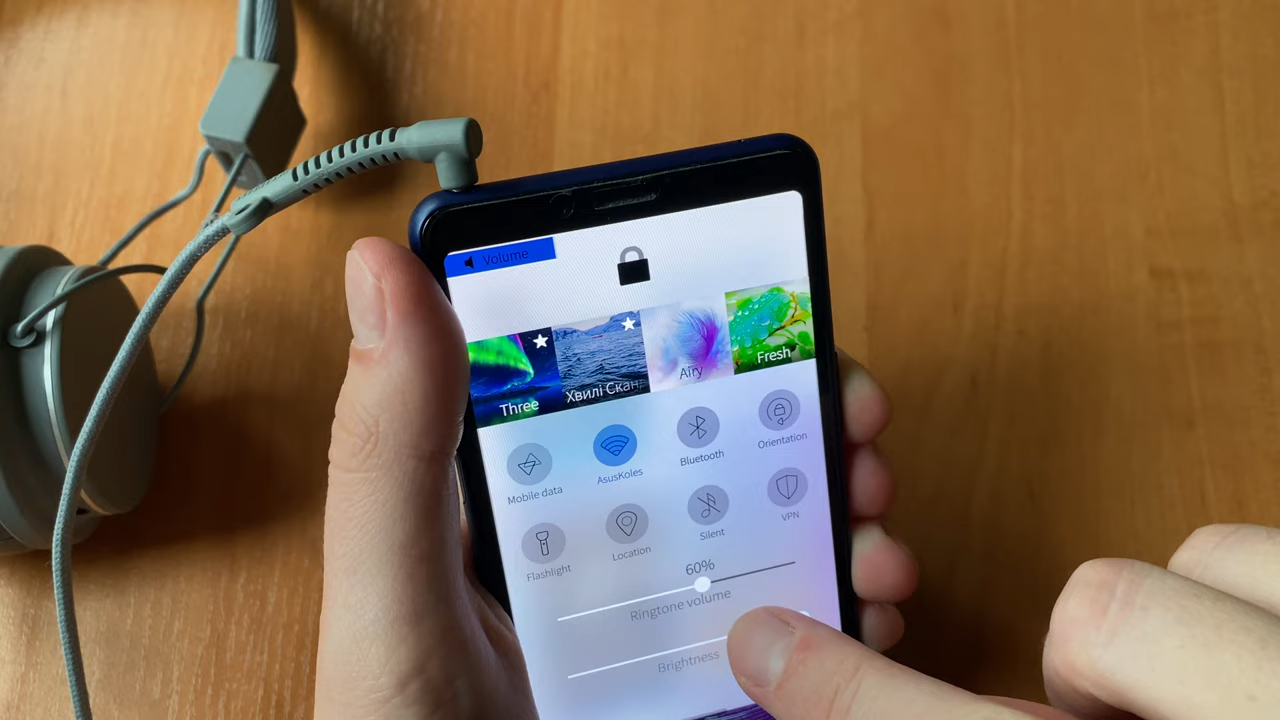 Volume
Three
Хвилі Скан
Airy
Fresh
Mobile data
AsusKoles
Bluetooth
Orientation
Flashlight
Location
Silent
VPN
60%
Ringtone volume
Brightness